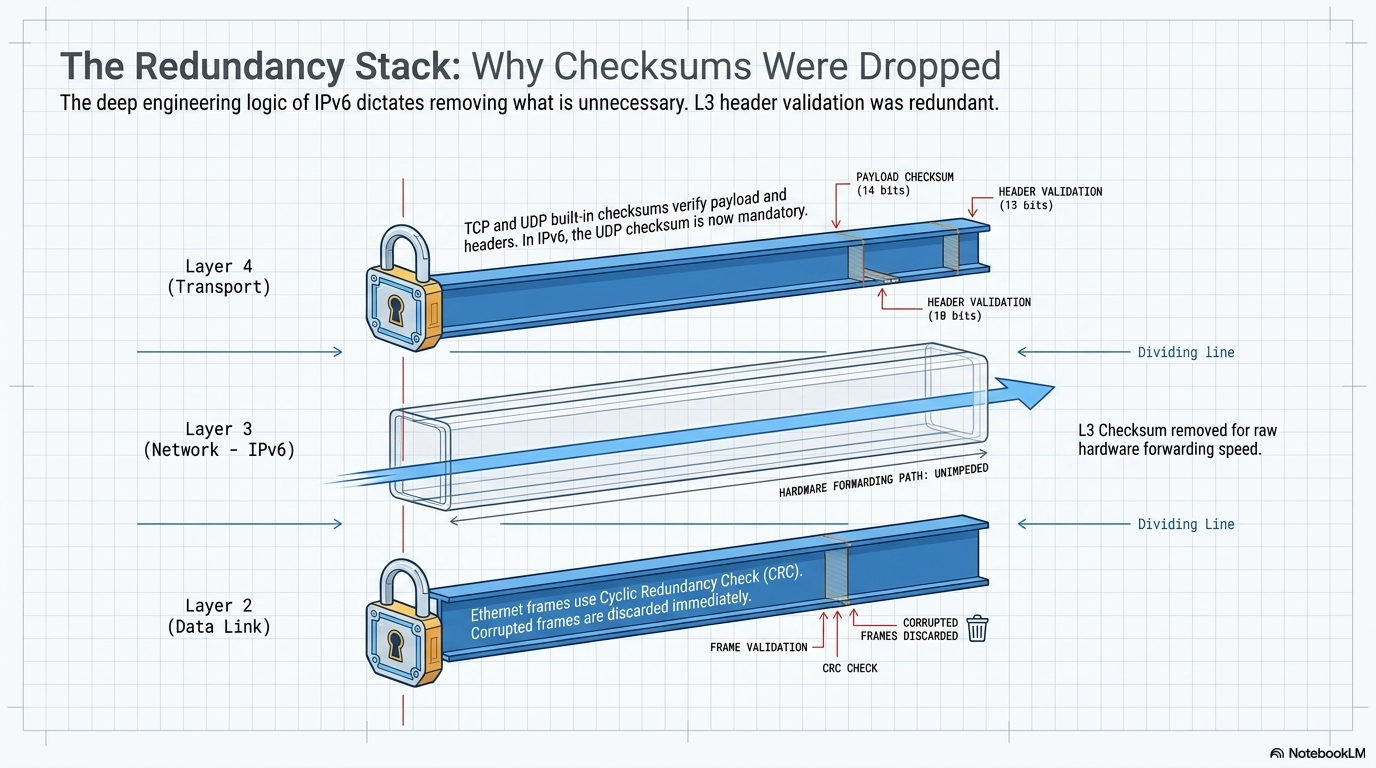 The Redundancy Stack: Why Checksums Were Dropped
The deep engineering logic of IPv6 dictates removing what is unnecessary. L3 header validation was redundant.
PAYLOAD CHECKSUM
(14 bits)
HEADER VALIDATION
(13 bits)
TCP and UDP built-in checksums verify payload and
headers. In IPv6, the UDP checksum is now mandatory.
Layer 4
(Transport)
HEADER VALIDATION
(10 bits)
Dividing line
Layer 3
(Network - IPv6)
L3 Checksum removed for raw
hardware forwarding speed.
HARDWARE FORWARDING PATH: UNIMPEDED
Dividing Line
Layer 2
(Data Link)
Ethernet frames use Cyclic Redundancy Check (CRC).
Corrupted frames are discarded immediately.
CORRUPTED
FRAMES DISCARDED
FRAME VALIDATION
CRC CHECK
NotebookLM